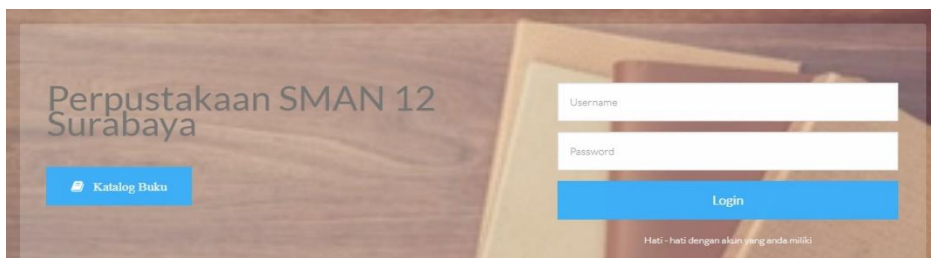 Perpustakaan SMAN 12
Surabaya
Katalog Buku
Username
Password
Login
Hati - hati dengan akun yang anda miliki